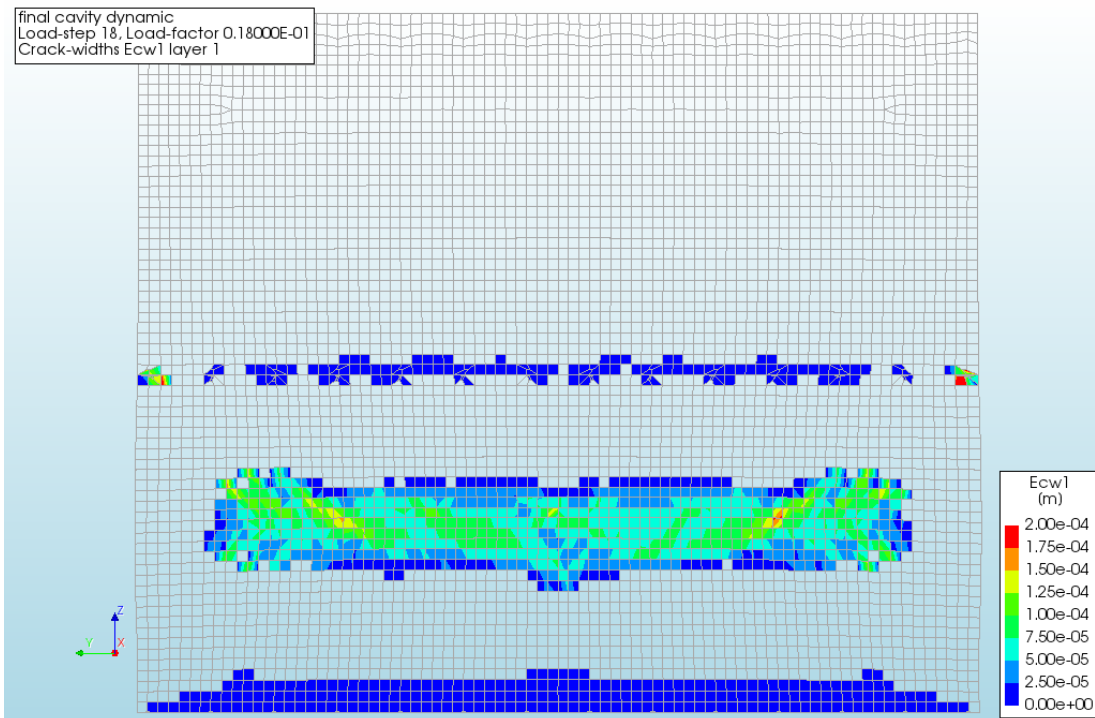 final cavity dynamic
Load-step 18, Load-factor 0.18000E-01
Crack-widths Ecw1 layer 1
Ecw1
(m)
2.00e-04
1.75e-04
1.50e-04
1.25e-04
1.00e-04
7.50e-05
5.00e-05
2.50e-05
0.00e+00
Z
Y
X